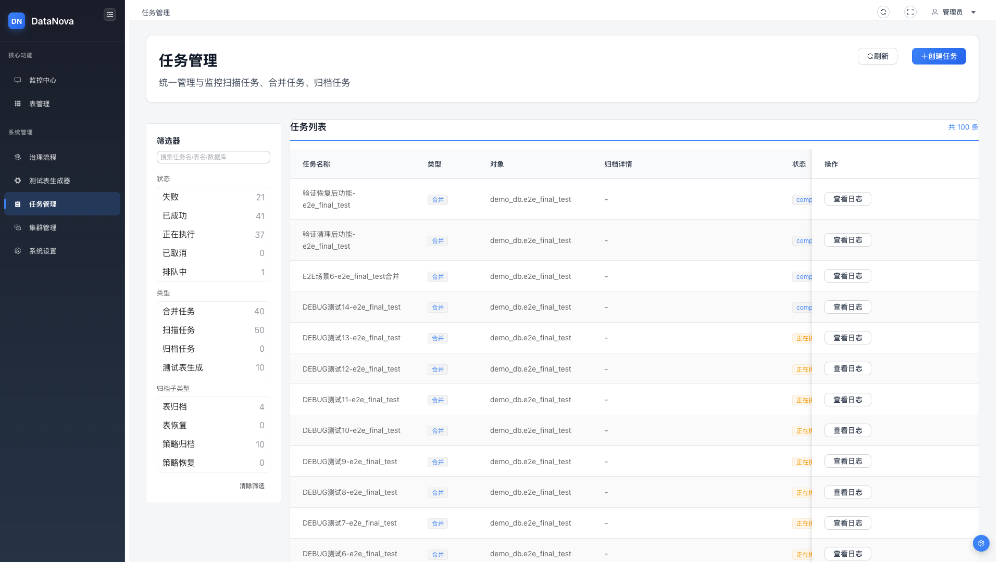 DN DataNova
核心功能
监控中心
表管理
系统管理
治理流程
测试表生成器
任务管理
集群管理
系统设置
任务管理
管理员
任务管理
统一管理与监控扫描任务、合并任务、归档任务
刷新
创建任务
筛选器
搜索任务名/表名/数据库
状态
失败 21
已成功 41
正在执行 37
已取消 0
排队中 1
类型
合并任务 40
扫描任务 50
归档任务 0
测试表生成 10
归档子类型
表归档 4
表恢复 0
策略归档 10
策略恢复 0
清除筛选
任务列表 共 100 条
任务名称 类型 对象 归档详情 状态 操作
验证恢复后功能-
e2e_final_test 合并 demo_db.e2e_final_test - comp 查看日志
验证清理后功能-
e2e_final_test 合并 demo_db.e2e_final_test - comp 查看日志
E2E场景6-e2e_final_test合并 合并 demo_db.e2e_final_test - comp 查看日志
DEBUG测试14-e2e_final_test 合并 demo_db.e2e_final_test - comp 查看日志
DEBUG测试13-e2e_final_test 合并 demo_db.e2e_final_test - 正在 查看日志
DEBUG测试12-e2e_final_test 合并 demo_db.e2e_final_test - 正在 查看日志
DEBUG测试11-e2e_final_test 合并 demo_db.e2e_final_test - 正在 查看日志
DEBUG测试10-e2e_final_test 合并 demo_db.e2e_final_test - 正在 查看日志
DEBUG测试9-e2e_final_test 合并 demo_db.e2e_final_test - 正在 查看日志
DEBUG测试8-e2e_final_test 合并 demo_db.e2e_final_test - 正在 查看日志
DEBUG测试7-e2e_final_test 合并 demo_db.e2e_final_test - 正在 查看日志
DEBUG测试6-e2e_final_test 合并 demo_db.e2e_final_test - 正在 查看日志